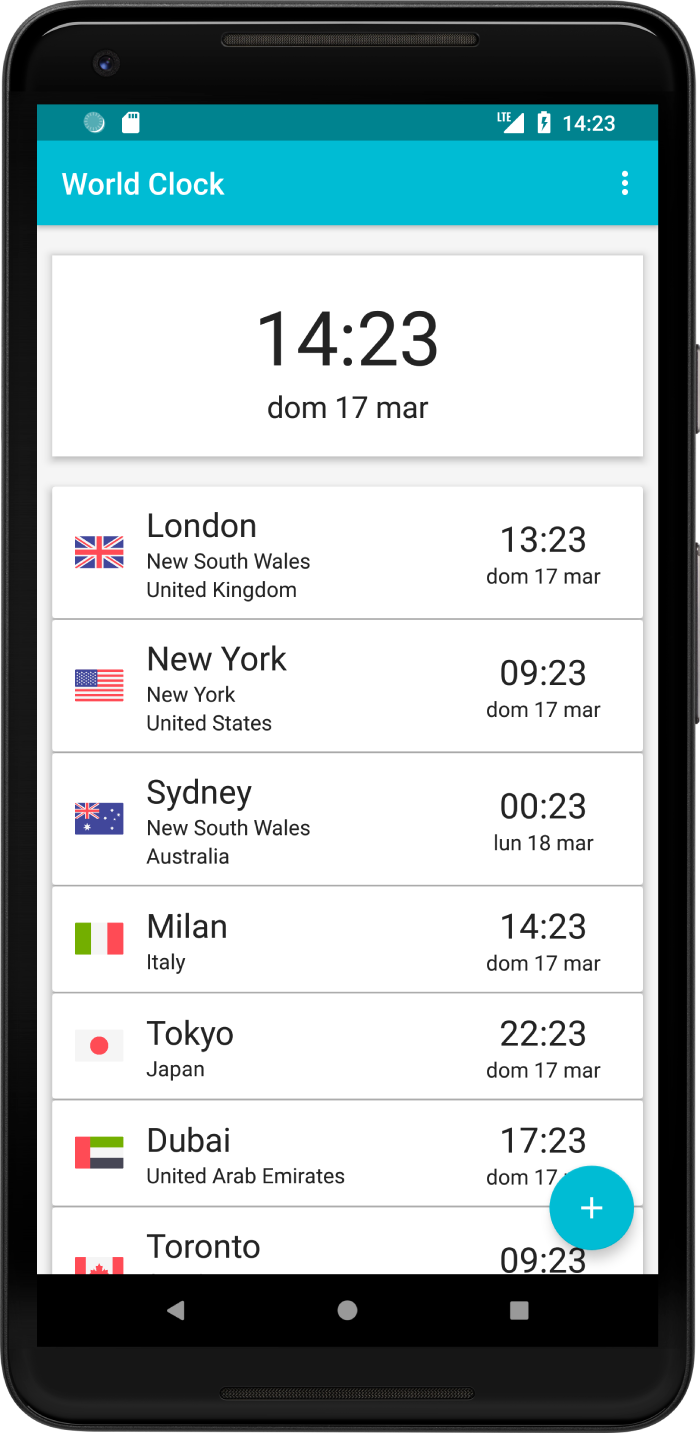 LTE 14:23
World Clock
14:23
dom 17 mar
London
New South Wales
United Kingdom
13:23
dom 17 mar
New York
New York
United States
09:23
dom 17 mar
Sydney
New South Wales
Australia
00:23
lun 18 mar
Milan
Italy
14:23
dom 17 mar
Tokyo
Japan
22:23
dom 17 mar
Dubai
United Arab Emirates
17:23
dom 17
Toronto
09:23